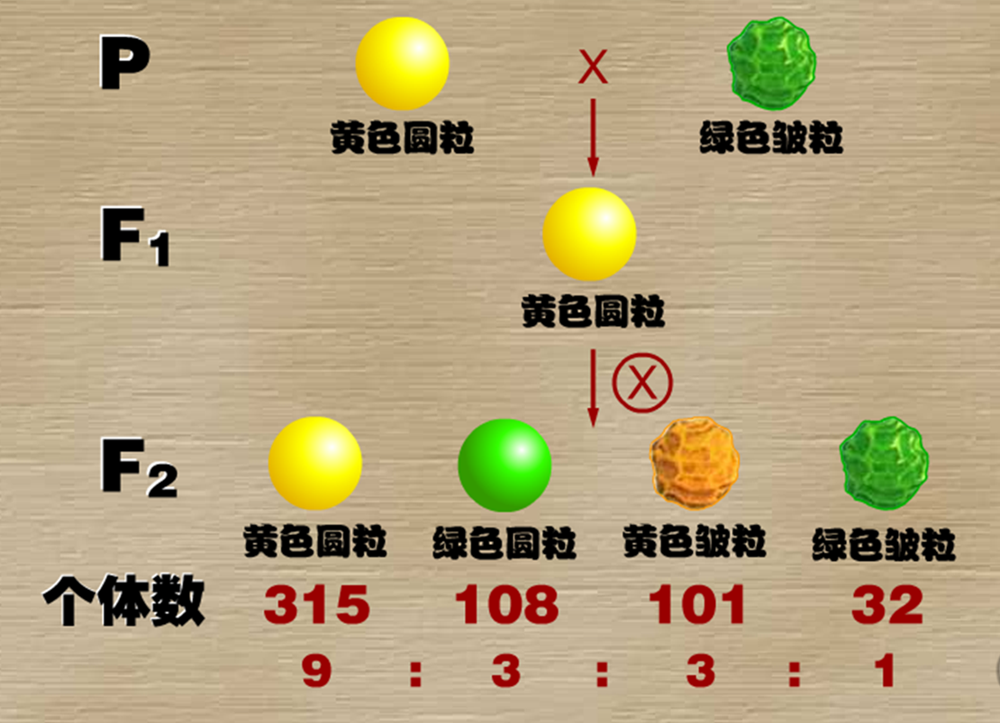 P
X
黄色圆粒 绿色皱粒
F1
黄色圆粒
X
F2
黄色圆粒 绿色圆粒 黄色皱粒 绿色皱粒
个体数 315 108 101 32
9 : 3 : 3 : 1